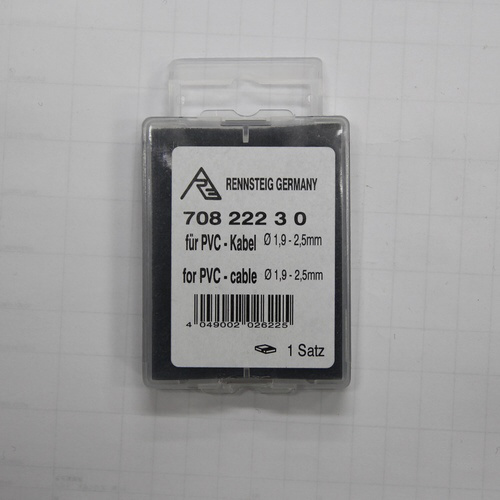 RE RENNSTEIG GERMANY
708 222 3 0
für PVC - Kabel Ø 1,9 - 2,5mm
for PVC - cable Ø 1,9 - 2,5mm
4 049002 026225
1 Satz